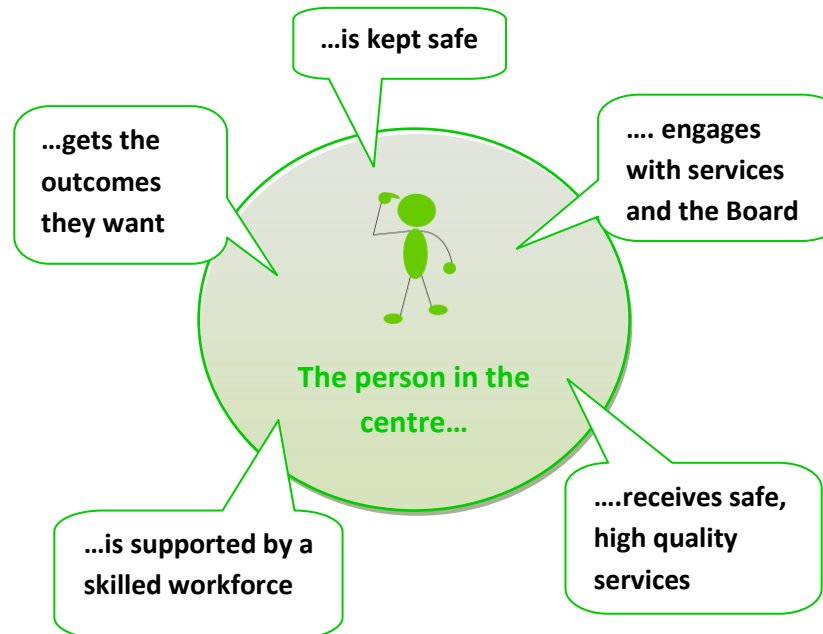 …is kept safe
…gets the
outcomes
they want
…. engages
with services
and the Board
The person in the
centre…
…is supported by a
skilled workforce
….receives safe,
high quality
services